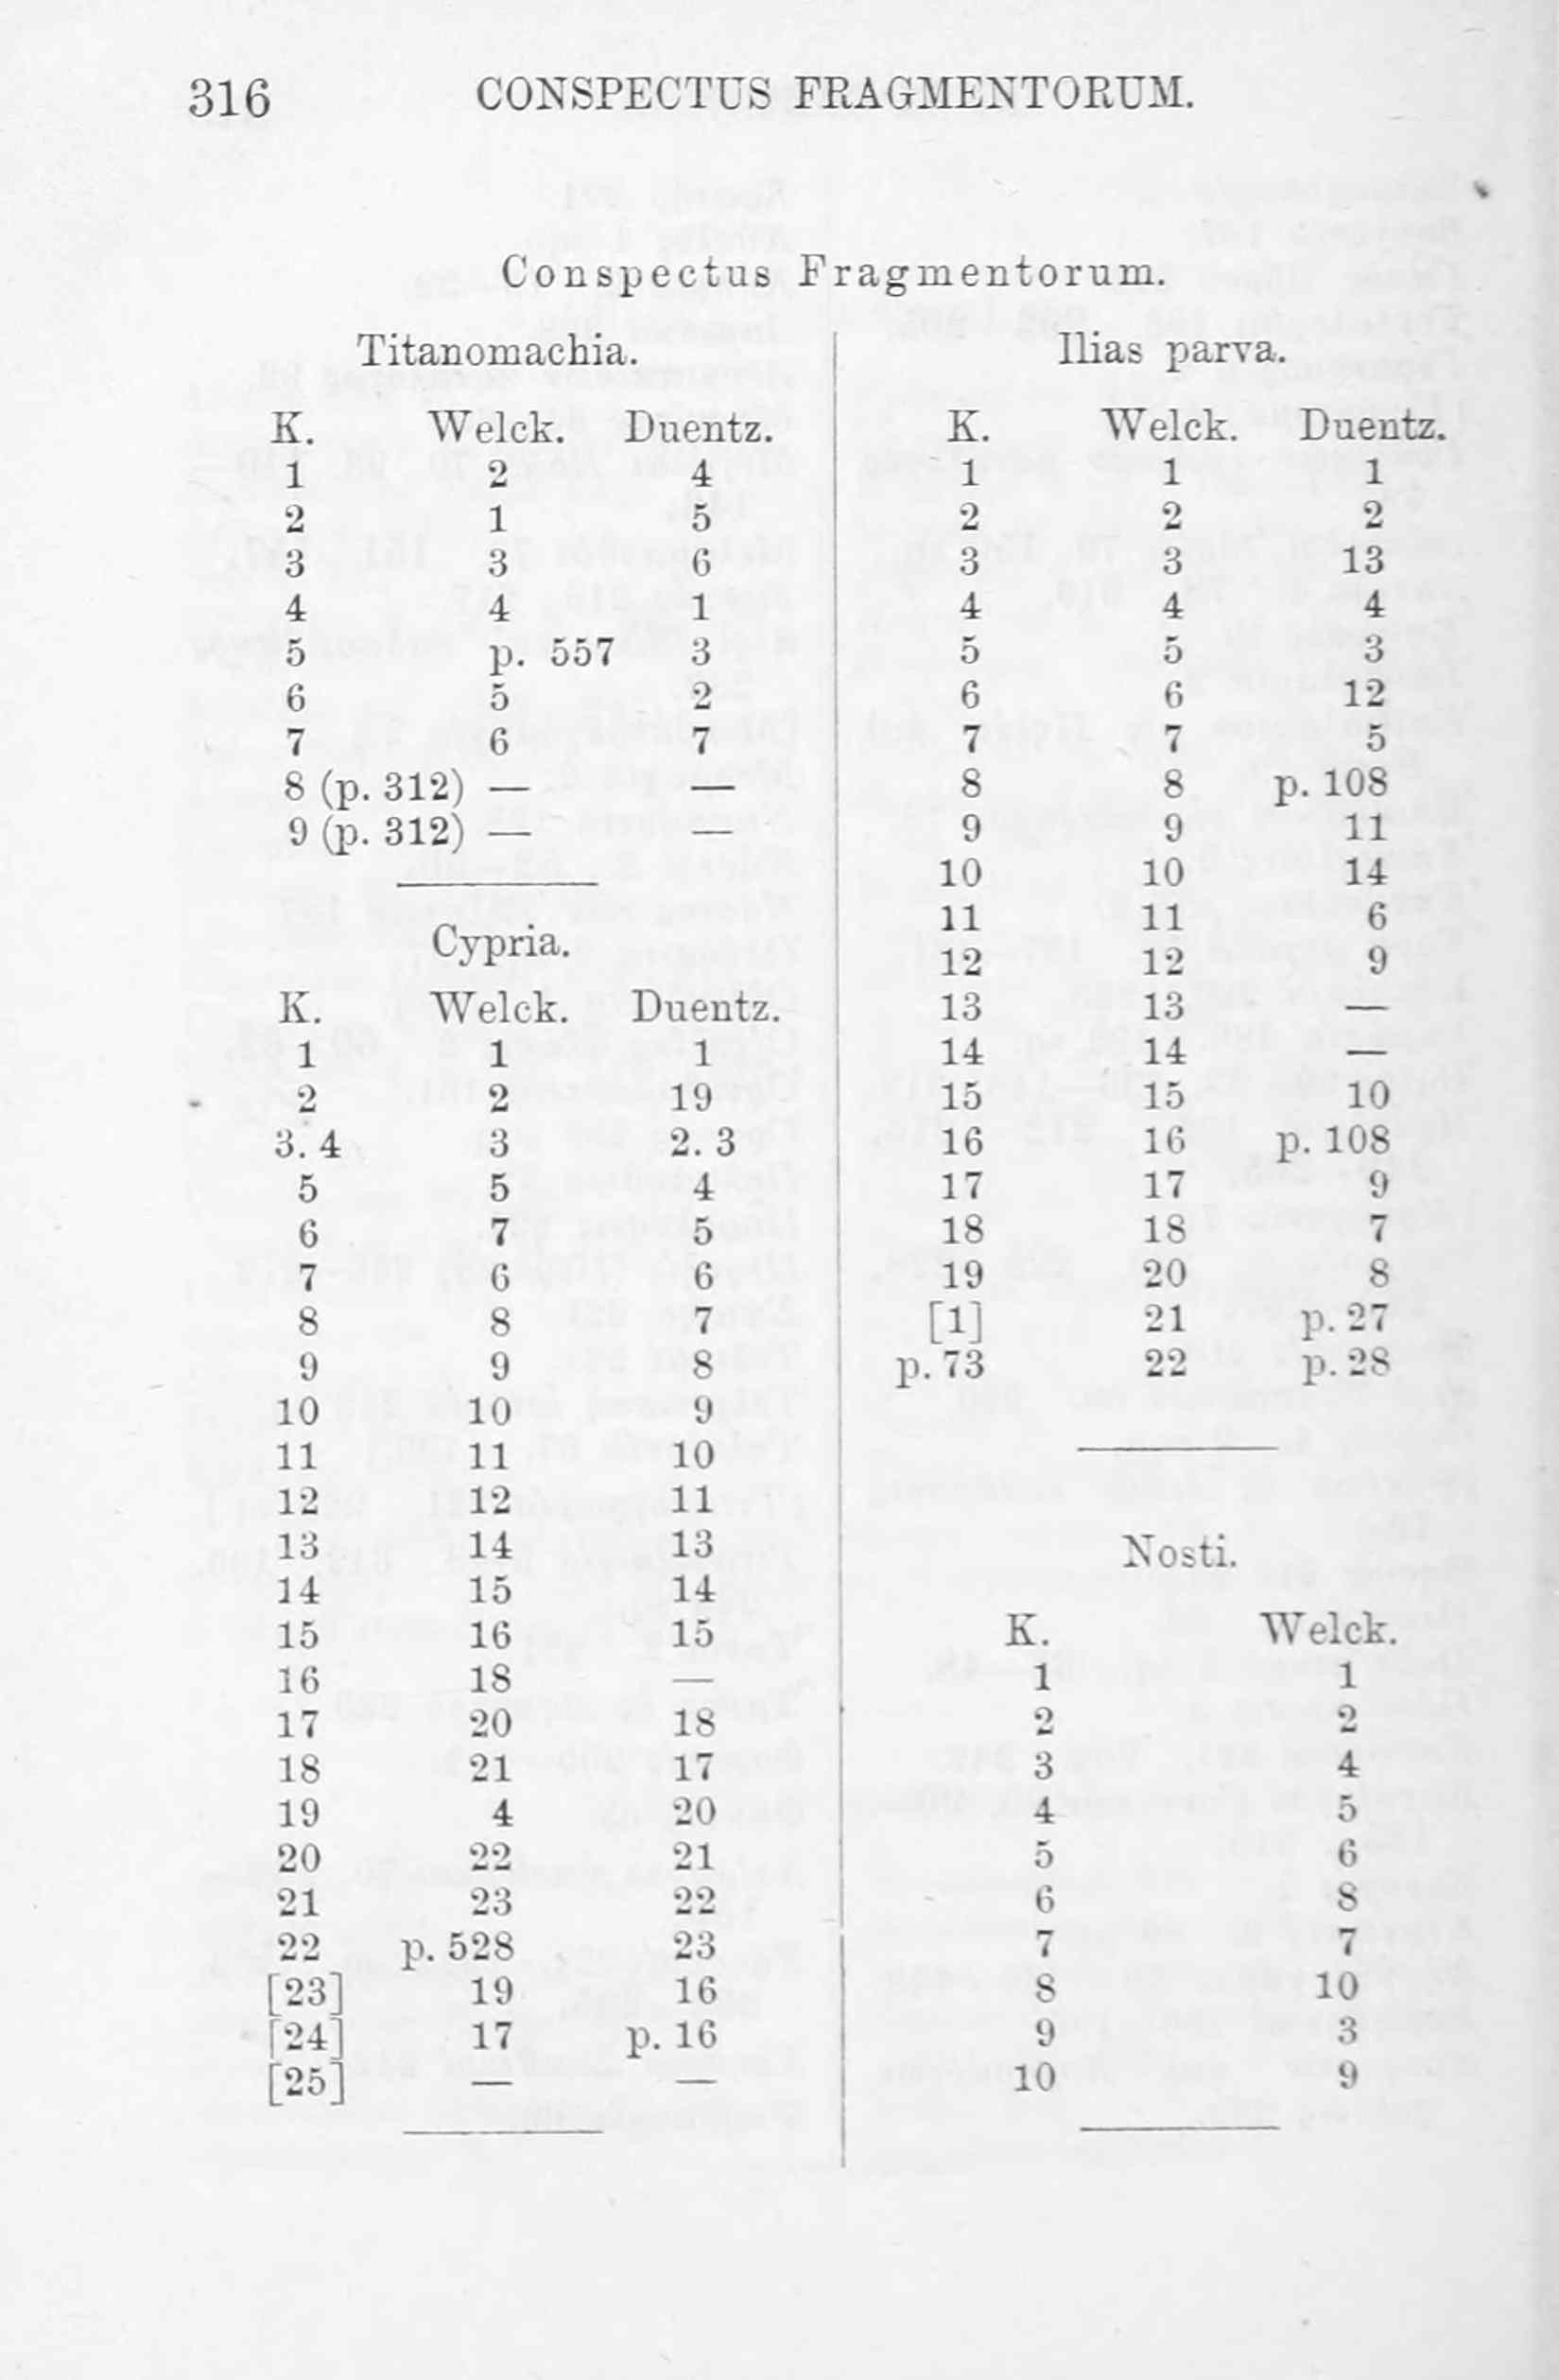 316 CONSPECTUS FRAGMENTORUM.
Conspectus Fragmentorum.
Titanomachia.
K. Welck. Duentz.
1 2 4
2 1 5
3 3 6
4 4 1
5 p. 557 3
6 5 2
7 6 7
8 (p. 312) — —
9 (p. 312) — —
Cypria.
K. Welck. Duentz.
1 1 1
2 2 19
3. 4 3 2. 3
5 5 4
6 7 5
7 6 6
8 8 7
9 9 8
10 10 9
11 11 10
12 12 11
13 14 13
14 15 14
15 16 15
16 18 —
17 20 18
18 21 17
19 4 20
20 22 21
21 23 22
22 p. 528 23
[23] 19 16
[24] 17 p. 16
[25] — —
Ilias parva.
K. Welck. Duentz.
1 1 1
2 2 2
3 3 13
4 4 4
5 5 3
6 6 12
7 7 5
8 8 p. 108
9 9 11
10 10 14
11 11 6
12 12 9
13 13 —
14 14 —
15 15 10
16 16 p. 108
17 17 9
18 18 7
19 20 8
[1] 21 p. 27
p. 73 22 p. 28
Nosti.
K. Welck.
1 1
2 2
3 4
4 5
5 6
6 8
7 7
8 10
9 3
10 9